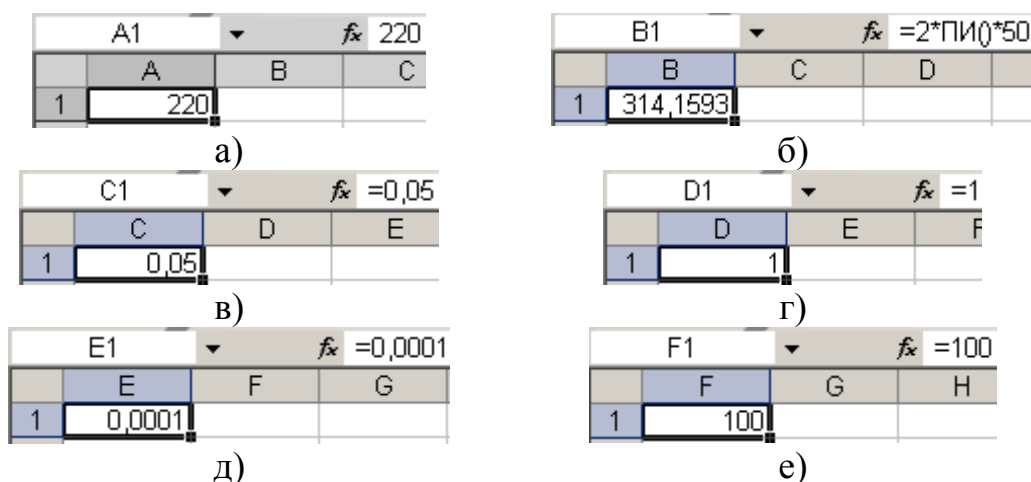 A1 fx 220
A B C
1 220
а)
B1 fx =2*ПИ()*50
B C D
1 314,1593
б)
C1 fx =0,05
C D E
1 0,05
в)
D1 fx =1
D E F
1 1
г)
E1 fx =0,0001
E F G
1 0,0001
д)
F1 fx =100
F G H
1 100
е)